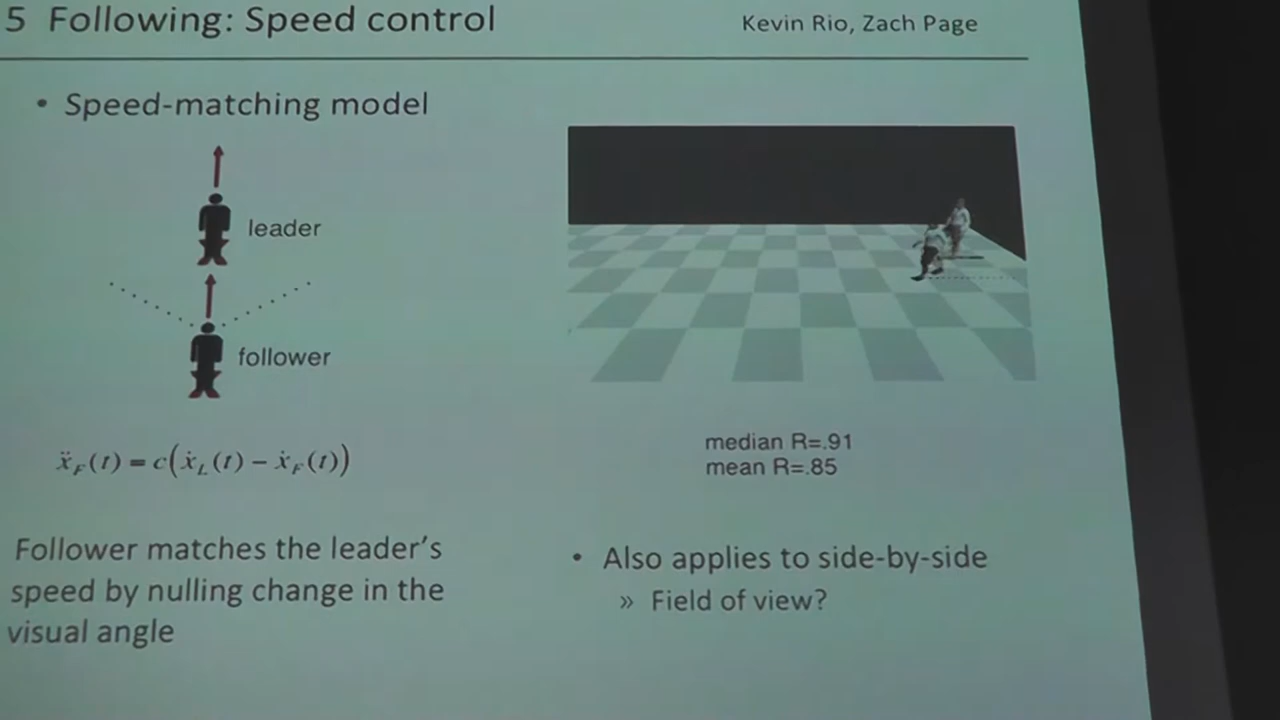 5 Following: Speed control
Kevin Rio, Zach Page
• Speed-matching model
leader
follower
ẍ_F(t) = c(ẋ_L(t) − ẋ_F(t))
median R=.91
mean R=.85
Follower matches the leader's
speed by nulling change in the
visual angle
• Also applies to side-by-side
» Field of view?